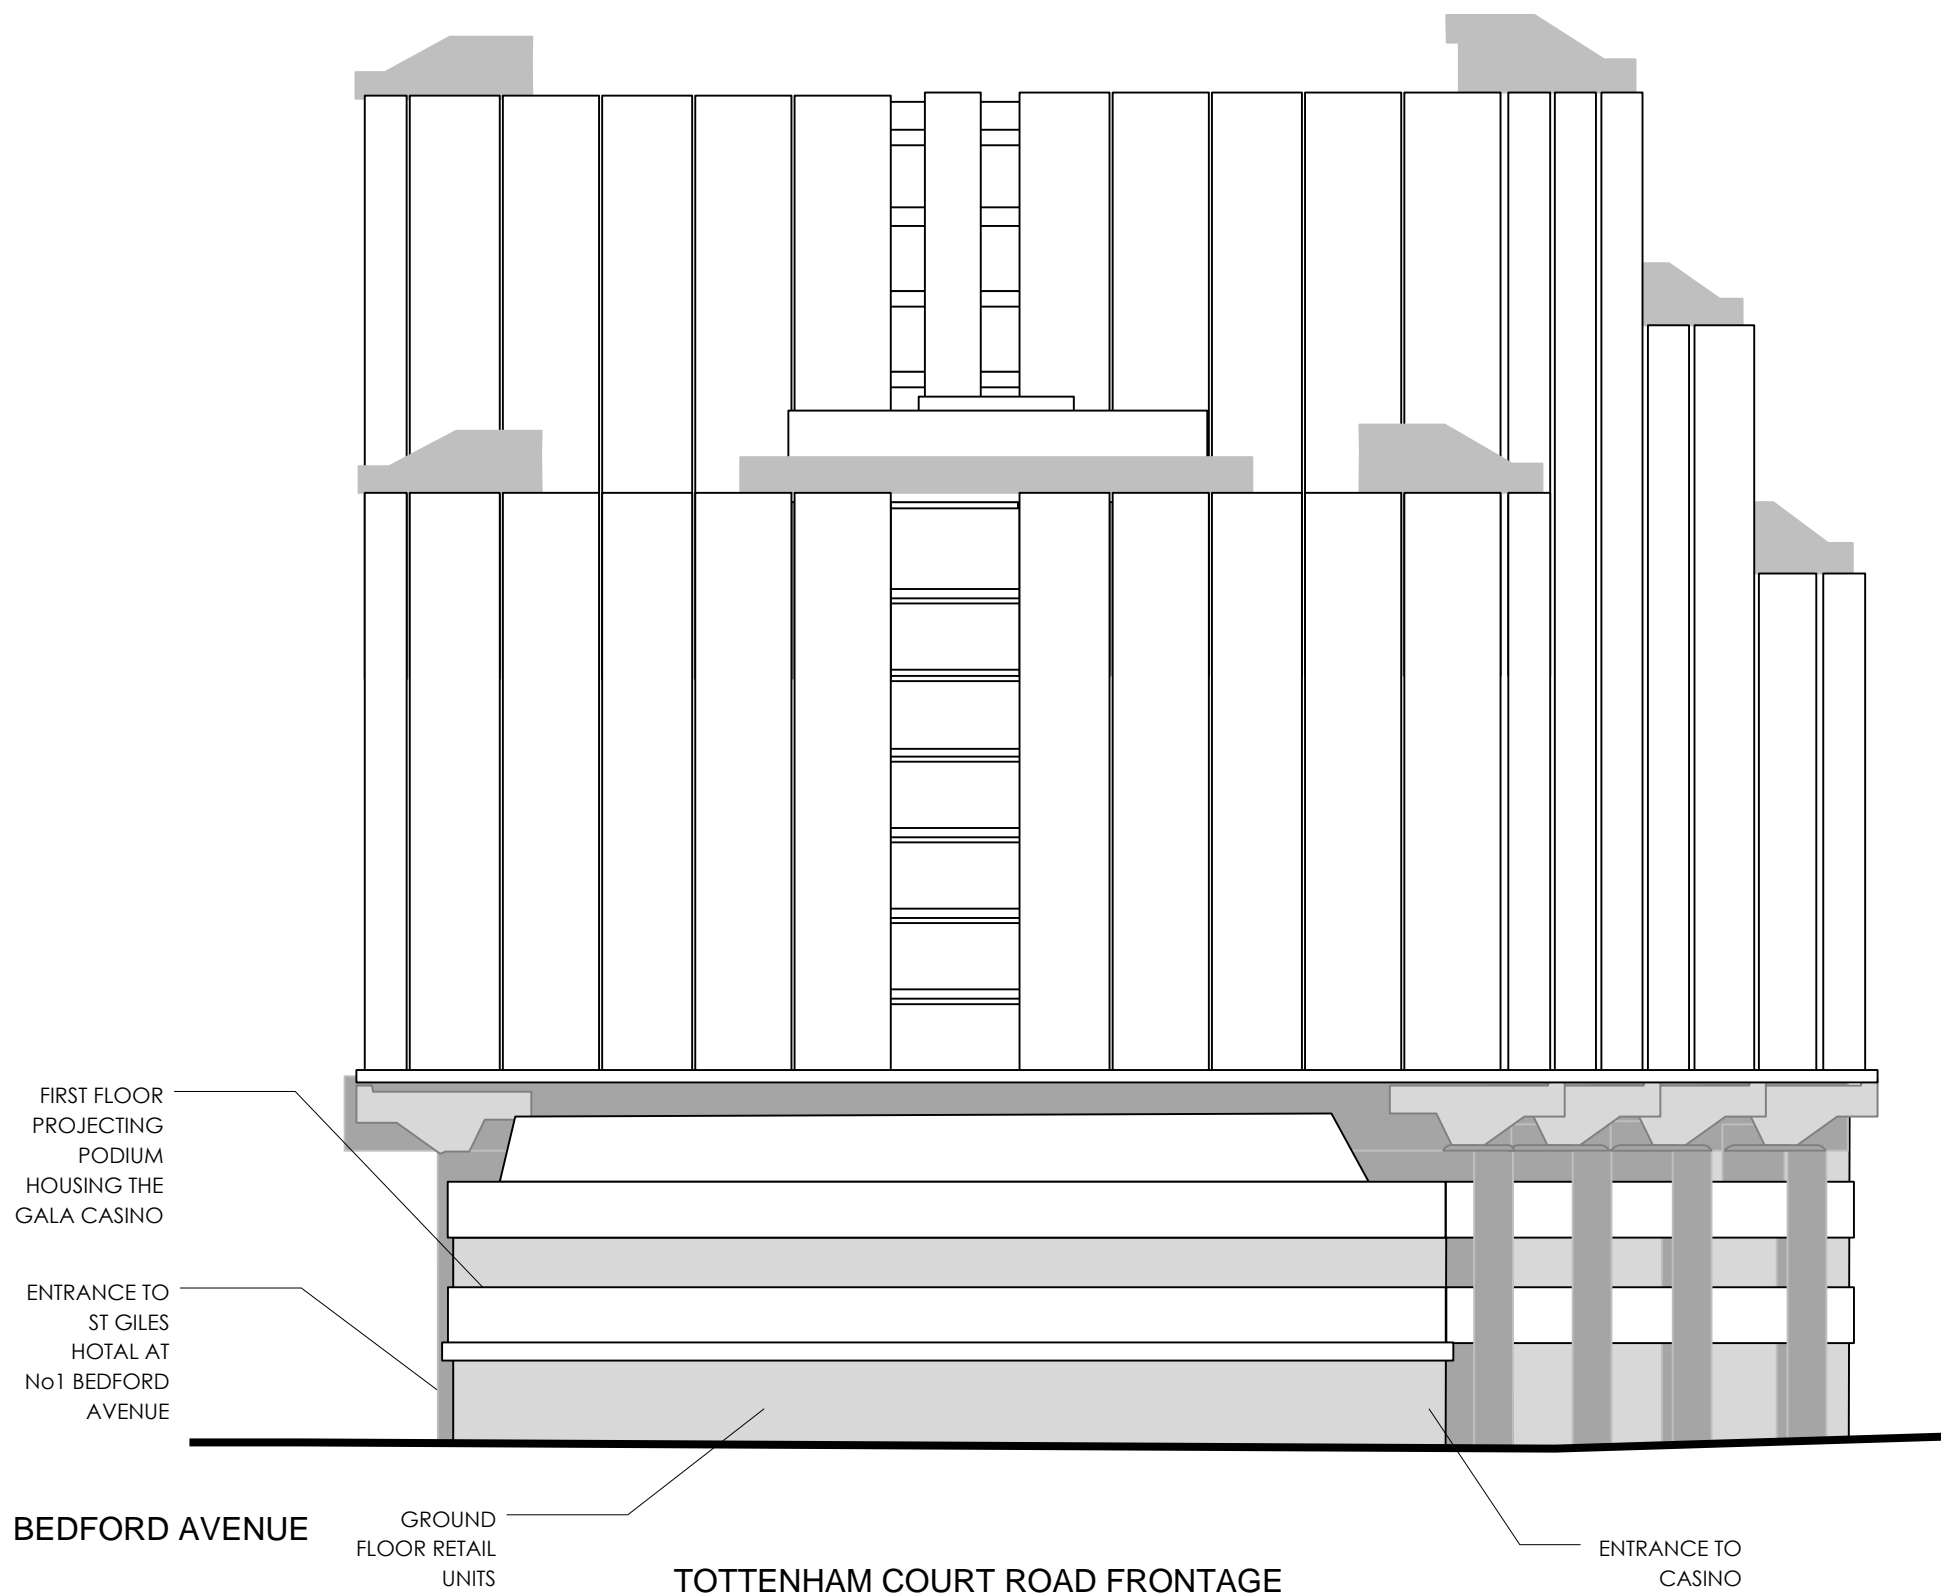 FIRST FLOOR
PROJECTING
PODIUM
HOUSING THE
GALA CASINO
ENTRANCE TO
ST GILES
HOTAL AT
No1 BEDFORD
AVENUE
BEDFORD AVENUE
GROUND
FLOOR RETAIL
UNITS
TOTTENHAM COURT ROAD FRONTAGE
ENTRANCE TO
CASINO